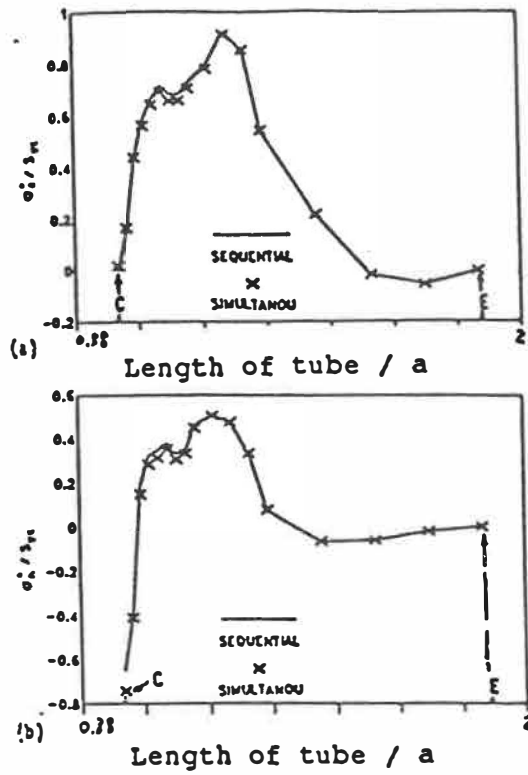 1
0.8
0.6
0.4
0.2
0
-0.2
SEQUENTIAL
SIMULTANOU
C
E
(a)
0.38
2
Length of tube / a
0.6
0.4
0.2
0
-0.2
-0.4
-0.6
-0.8
SEQUENTIAL
SIMULTANOU
C
E
(b)
0.38
2
Length of tube / a